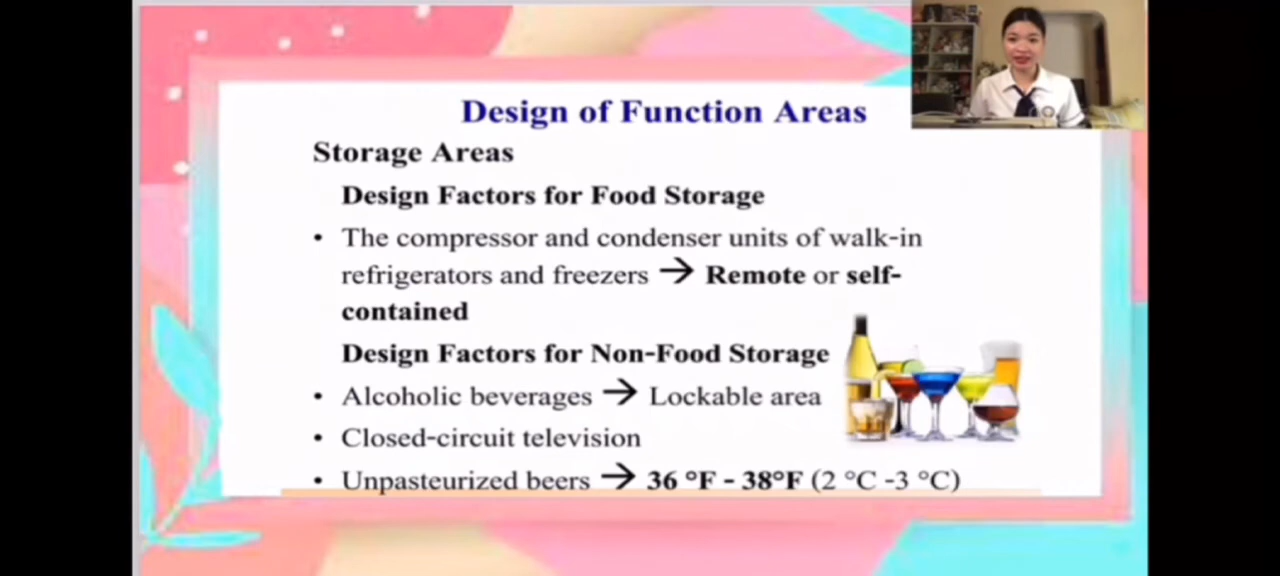 Design of Function Areas
Storage Areas
Design Factors for Food Storage
• The compressor and condenser units of walk-in
refrigerators and freezers → Remote or self-
contained
Design Factors for Non-Food Storage
• Alcoholic beverages → Lockable area
• Closed-circuit television
• Unpasteurized beers → 36 °F - 38°F (2 °C -3 °C)